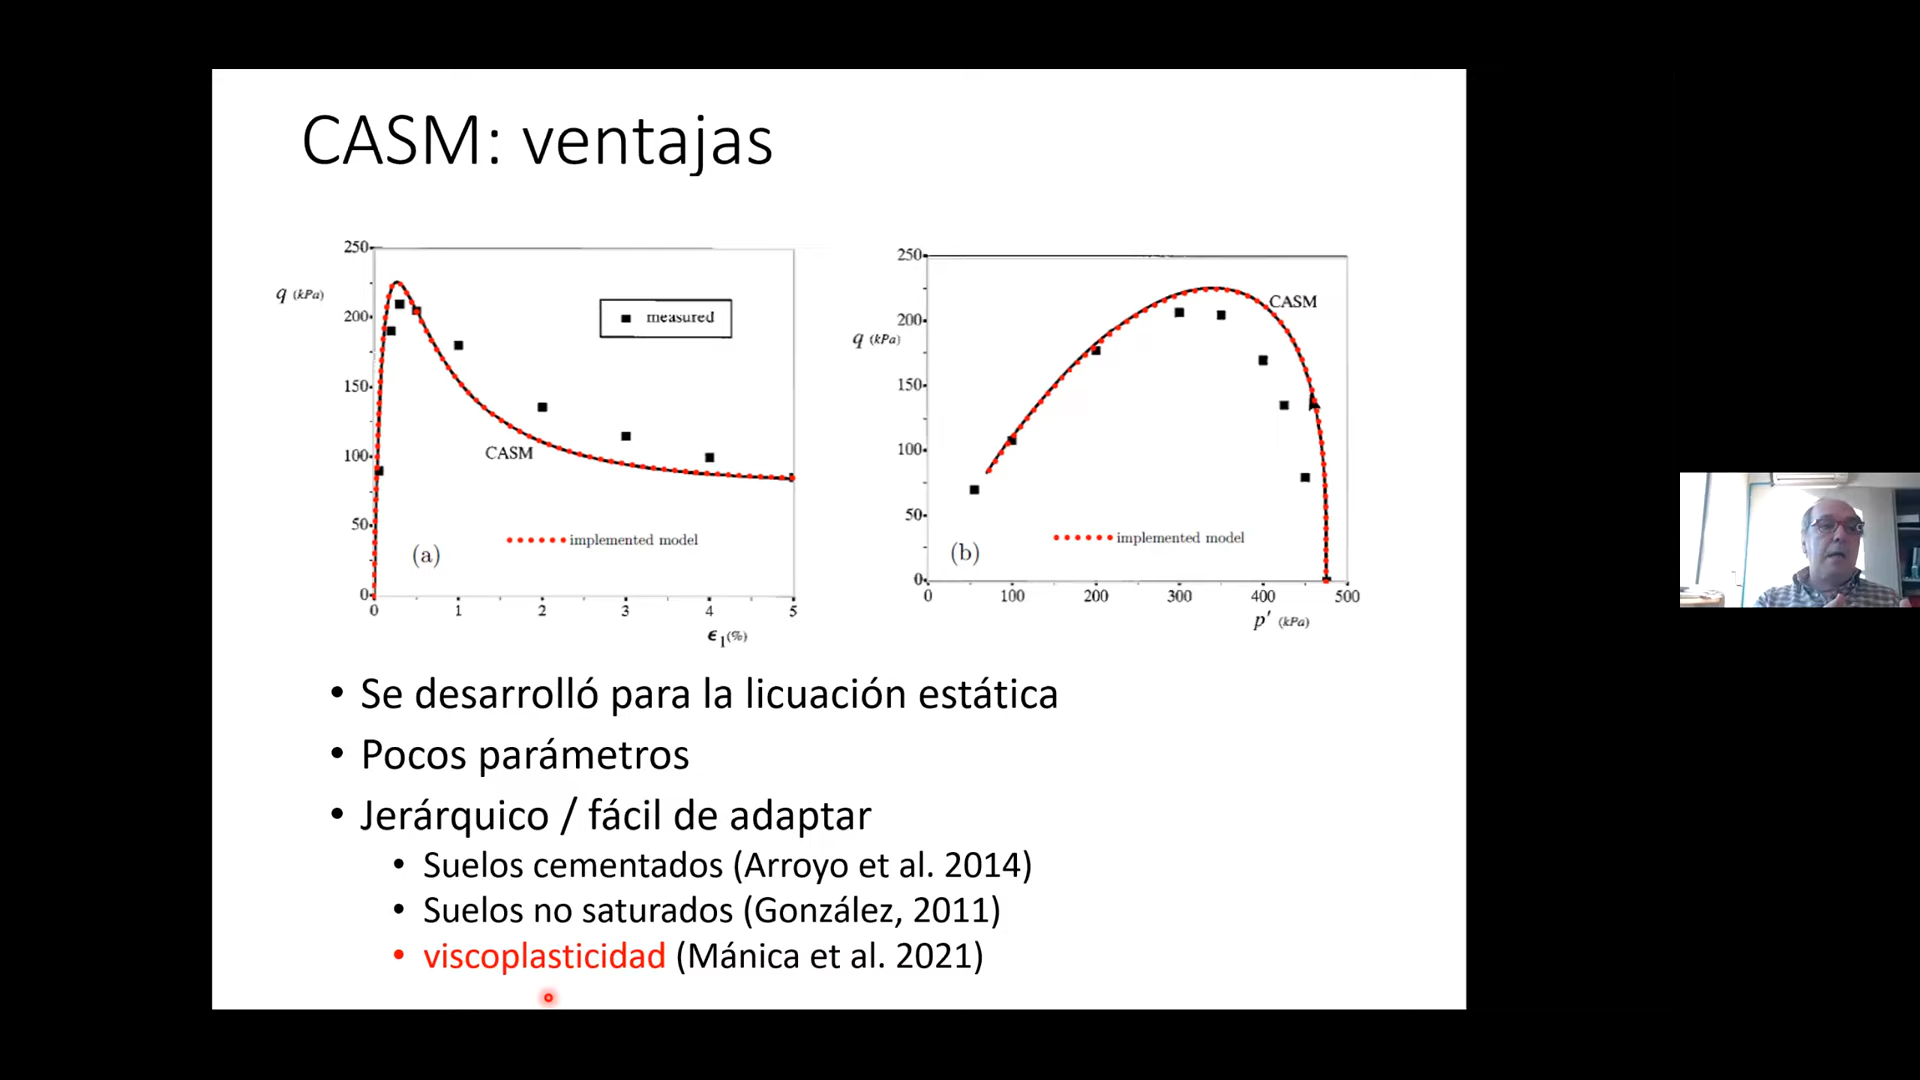 CASM: ventajas
250
200
150
100
50
0
q (kPa)
measured
CASM
implemented model
(a)
0 1 2 3 4 5
ϵ1(%)
250
200
150
100
50
0
q (kPa)
CASM
implemented model
(b)
0 100 200 300 400 500
p' (kPa)
• Se desarrolló para la licuación estática
• Pocos parámetros
• Jerárquico / fácil de adaptar
• Suelos cementados (Arroyo et al. 2014)
• Suelos no saturados (González, 2011)
• viscoplasticidad (Mánica et al. 2021)